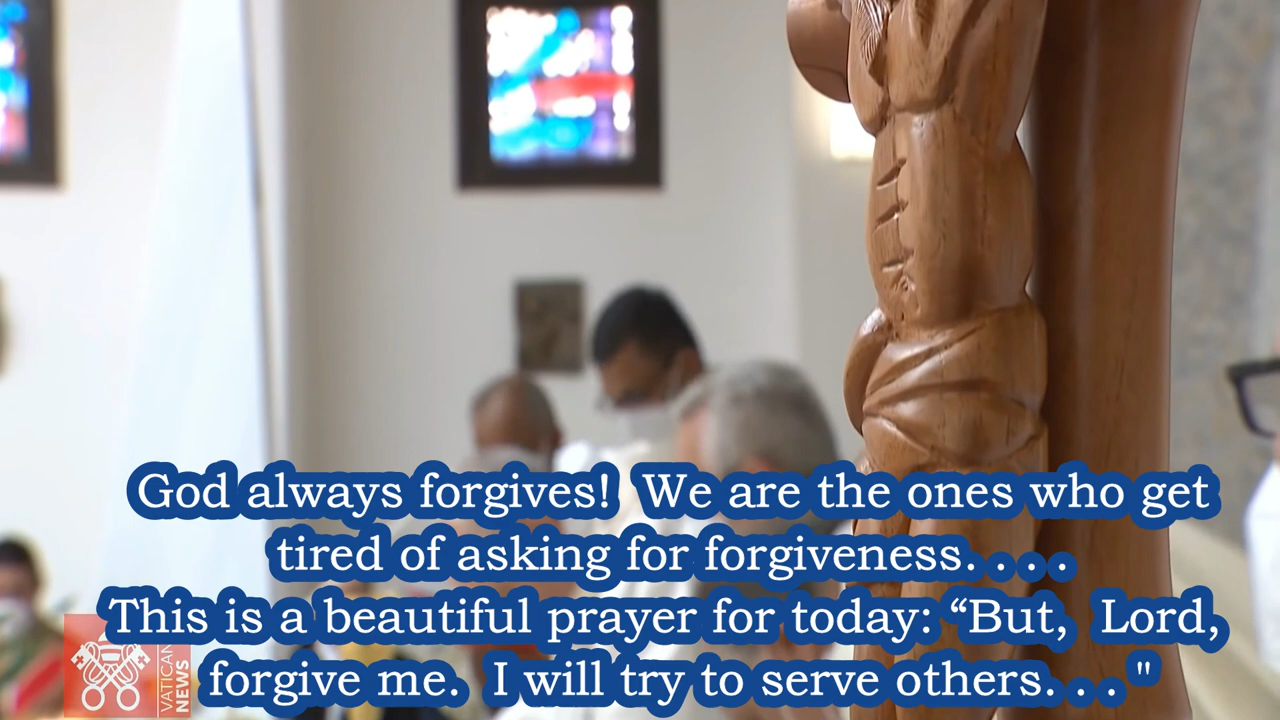 God always forgives!  We are the ones who get
tired of asking for forgiveness. . . .
This is a beautiful prayer for today: “But,  Lord,
forgive me.  I will try to serve others. . . "
VATICAN
NEWS